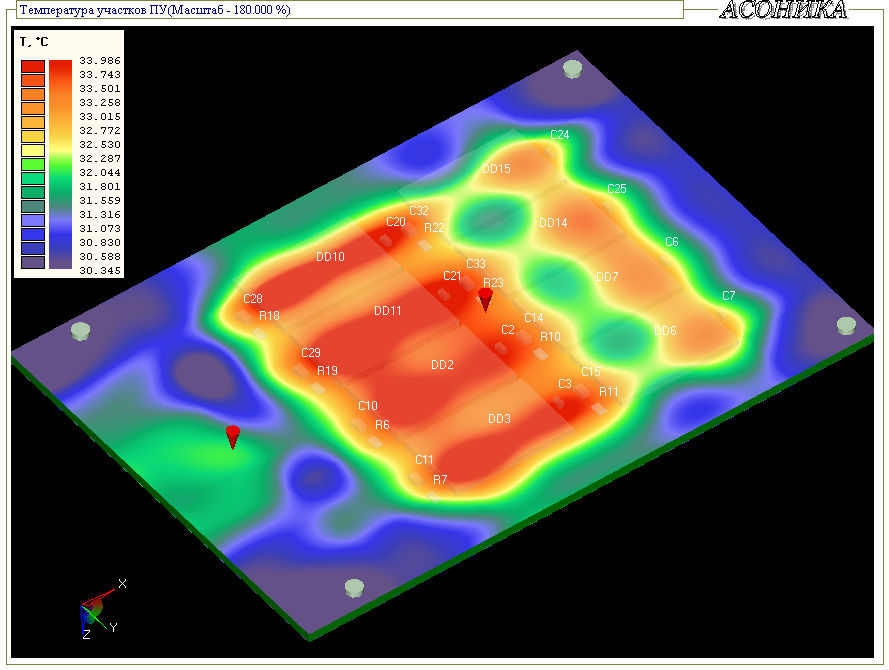 Температура участков ПУ(Масштаб - 180.000 %)
АСОНИКА
T, °C
33.986
33.743
33.501
33.258
33.015
32.772
32.530
32.287
32.044
31.801
31.559
31.316
31.073
30.830
30.588
30.345
C24
DD15
C25
C32
C20
R22
DD14
C6
DD10
C33
C21
R23
DD7
C28
R18
DD11
C7
C14
C2
R10
DD6
C29
R19
DD2
C15
C3
R11
C10
R6
DD3
C11
R7
X
Y
Z